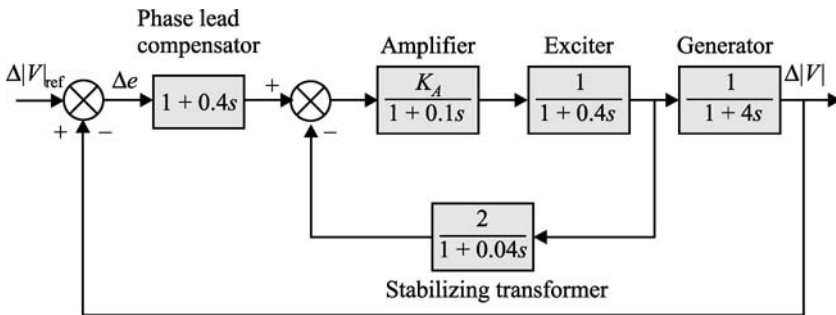 Phase lead
compensator
Amplifier
Exciter
Generator
Δ|V|ref
Δe
1 + 0.4s
K_A
1 + 0.1s
1
1 + 0.4s
1
1 + 4s
Δ|V|
+
−
+
−
2
1 + 0.04s
Stabilizing transformer